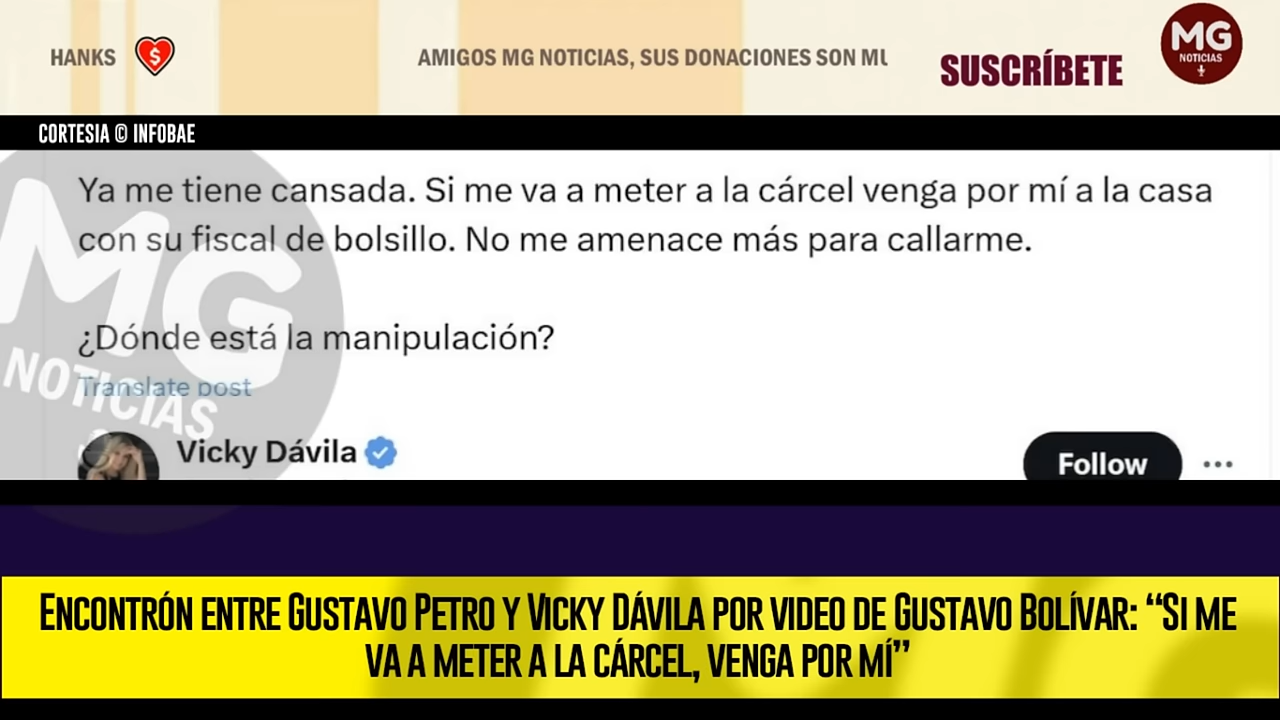 HANKS
AMIGOS MG NOTICIAS, SUS DONACIONES SON
SUSCRÍBETE
MG
NOTICIAS
CORTESIA © INFOBAE
Ya me tiene cansada. Si me va a meter a la cárcel venga por mí a la casa
con su fiscal de bolsillo. No me amenace más para callarme.
¿Dónde está la manipulación?
Translate post
MG
NOTICIAS
Vicky Dávila
Follow
ENCONTRÓN ENTRE GUSTAVO PETRO Y VICKY DÁVILA POR VIDEO DE GUSTAVO BOLÍVAR: “SI ME
VA A METER A LA CÁRCEL, VENGA POR MÍ”